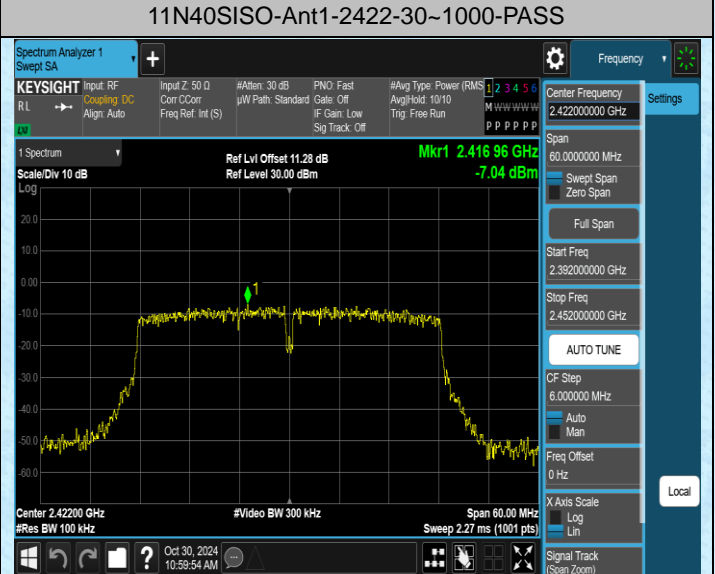 11N40SISO-Ant1-2422-30~1000-PASS
Spectrum Analyzer 1
Swept SA
Frequency
KEYSIGHT
RL
LXI
Input: RF
Coupling: DC
Align: Auto
Input Z: 50 Ω
Corr CCorr
Freq Ref: Int (S)
#Atten: 30 dB
µW Path: Standard
PNO: Fast
Gate: Off
IF Gain: Low
Sig Track: Off
#Avg Type: Power (RMS
Avg|Hold: 10/10
Trig: Free Run
1 2 3 4 5 6
M W W W W W
P P P P P P
Center Frequency
2.422000000 GHz
Settings
Span
60.0000000 MHz
Swept Span
Zero Span
Full Span
Start Freq
2.392000000 GHz
Stop Freq
2.452000000 GHz
AUTO TUNE
CF Step
6.000000 MHz
Auto
Man
Freq Offset
0 Hz
X Axis Scale
Log
Lin
Signal Track
(Span Zoom)
Local
1 Spectrum
Scale/Div 10 dB
Log
Ref Lvl Offset 11.28 dB
Ref Level 30.00 dBm
Mkr1 2.416 96 GHz
-7.04 dBm
20.0
10.0
0.00
-10.0
-20.0
-30.0
-40.0
-50.0
-60.0
1
Center 2.42200 GHz
#Res BW 100 kHz
#Video BW 300 kHz
Span 60.00 MHz
Sweep 2.27 ms (1001 pts)
Oct 30, 2024
10:59:54 AM